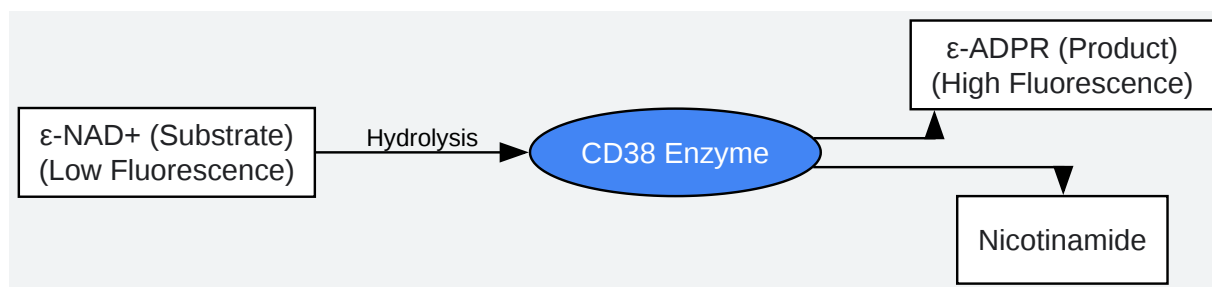 ε-NAD+ (Substrate)
(Low Fluorescence)
Hydrolysis
CD38 Enzyme
ε-ADPR (Product)
(High Fluorescence)
Nicotinamide